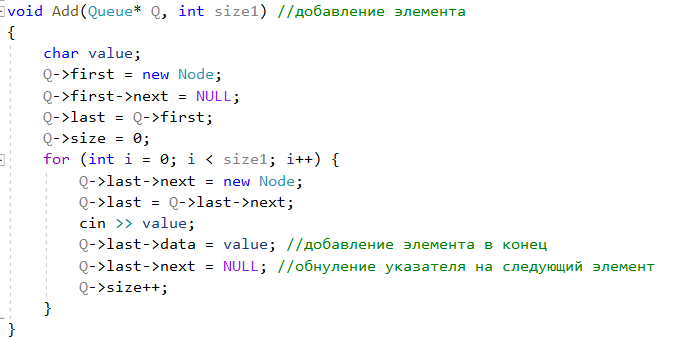 void Add(Queue* Q, int size1) //добавление элемента
{
char value;
Q->first = new Node;
Q->first->next = NULL;
Q->last = Q->first;
Q->size = 0;
for (int i = 0; i < size1; i++) {
Q->last->next = new Node;
Q->last = Q->last->next;
cin >> value;
Q->last->data = value; //добавление элемента в конец
Q->last->next = NULL; //обнуление указателя на следующий элемент
Q->size++;
}
}